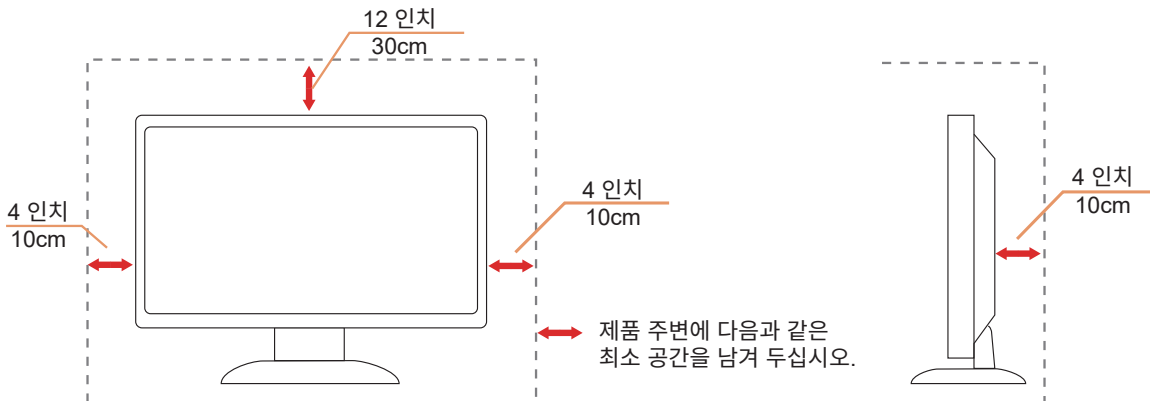 12 인치
30cm
4 인치
10cm
4 인치
10cm
4 인치
10cm
제품 주변에 다음과 같은
최소 공간을 남겨 두십시오.